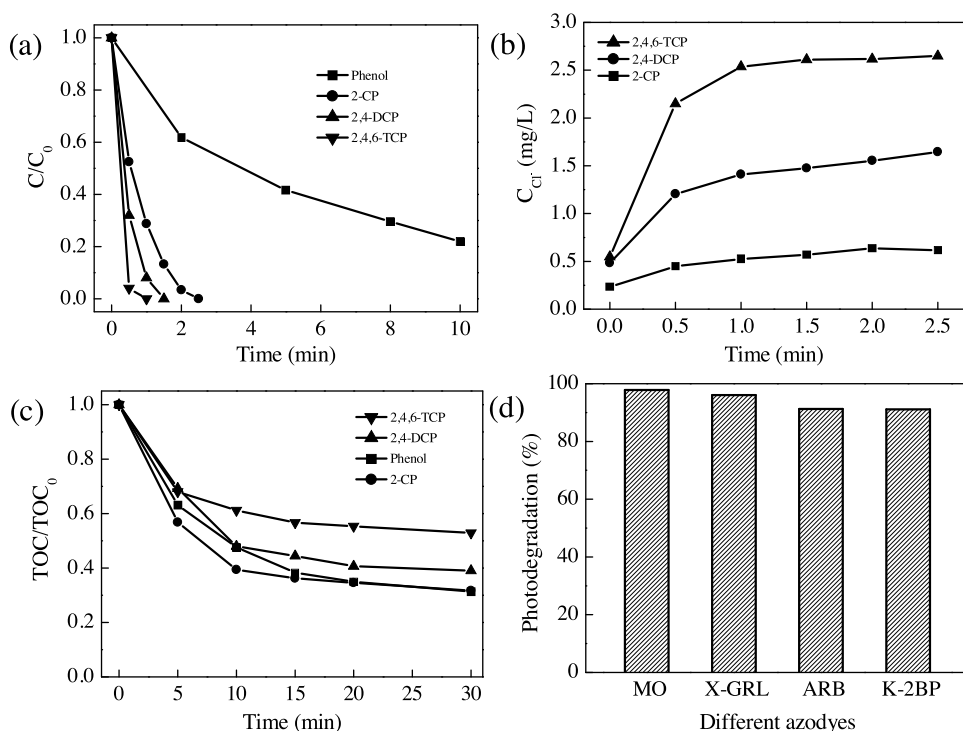 (a)
1.0
0.8
0.6
0.4
0.2
0.0
C/C0
Phenol
2-CP
2,4-DCP
2,4,6-TCP
0 2 4 6 8 10
Time (min)
(b)
3.0
2.5
2.0
1.5
1.0
0.5
0.0
CCl- (mg/L)
2,4,6-TCP
2,4-DCP
2-CP
0.0 0.5 1.0 1.5 2.0 2.5
Time (min)
(c)
1.0
0.8
0.6
0.4
0.2
0.0
TOC/TOC0
2,4,6-TCP
2,4-DCP
Phenol
2-CP
0 5 10 15 20 25 30
Time (min)
(d)
100
80
60
40
20
0
Photodegradation (%)
MO X-GRL ARB K-2BP
Different azodyes